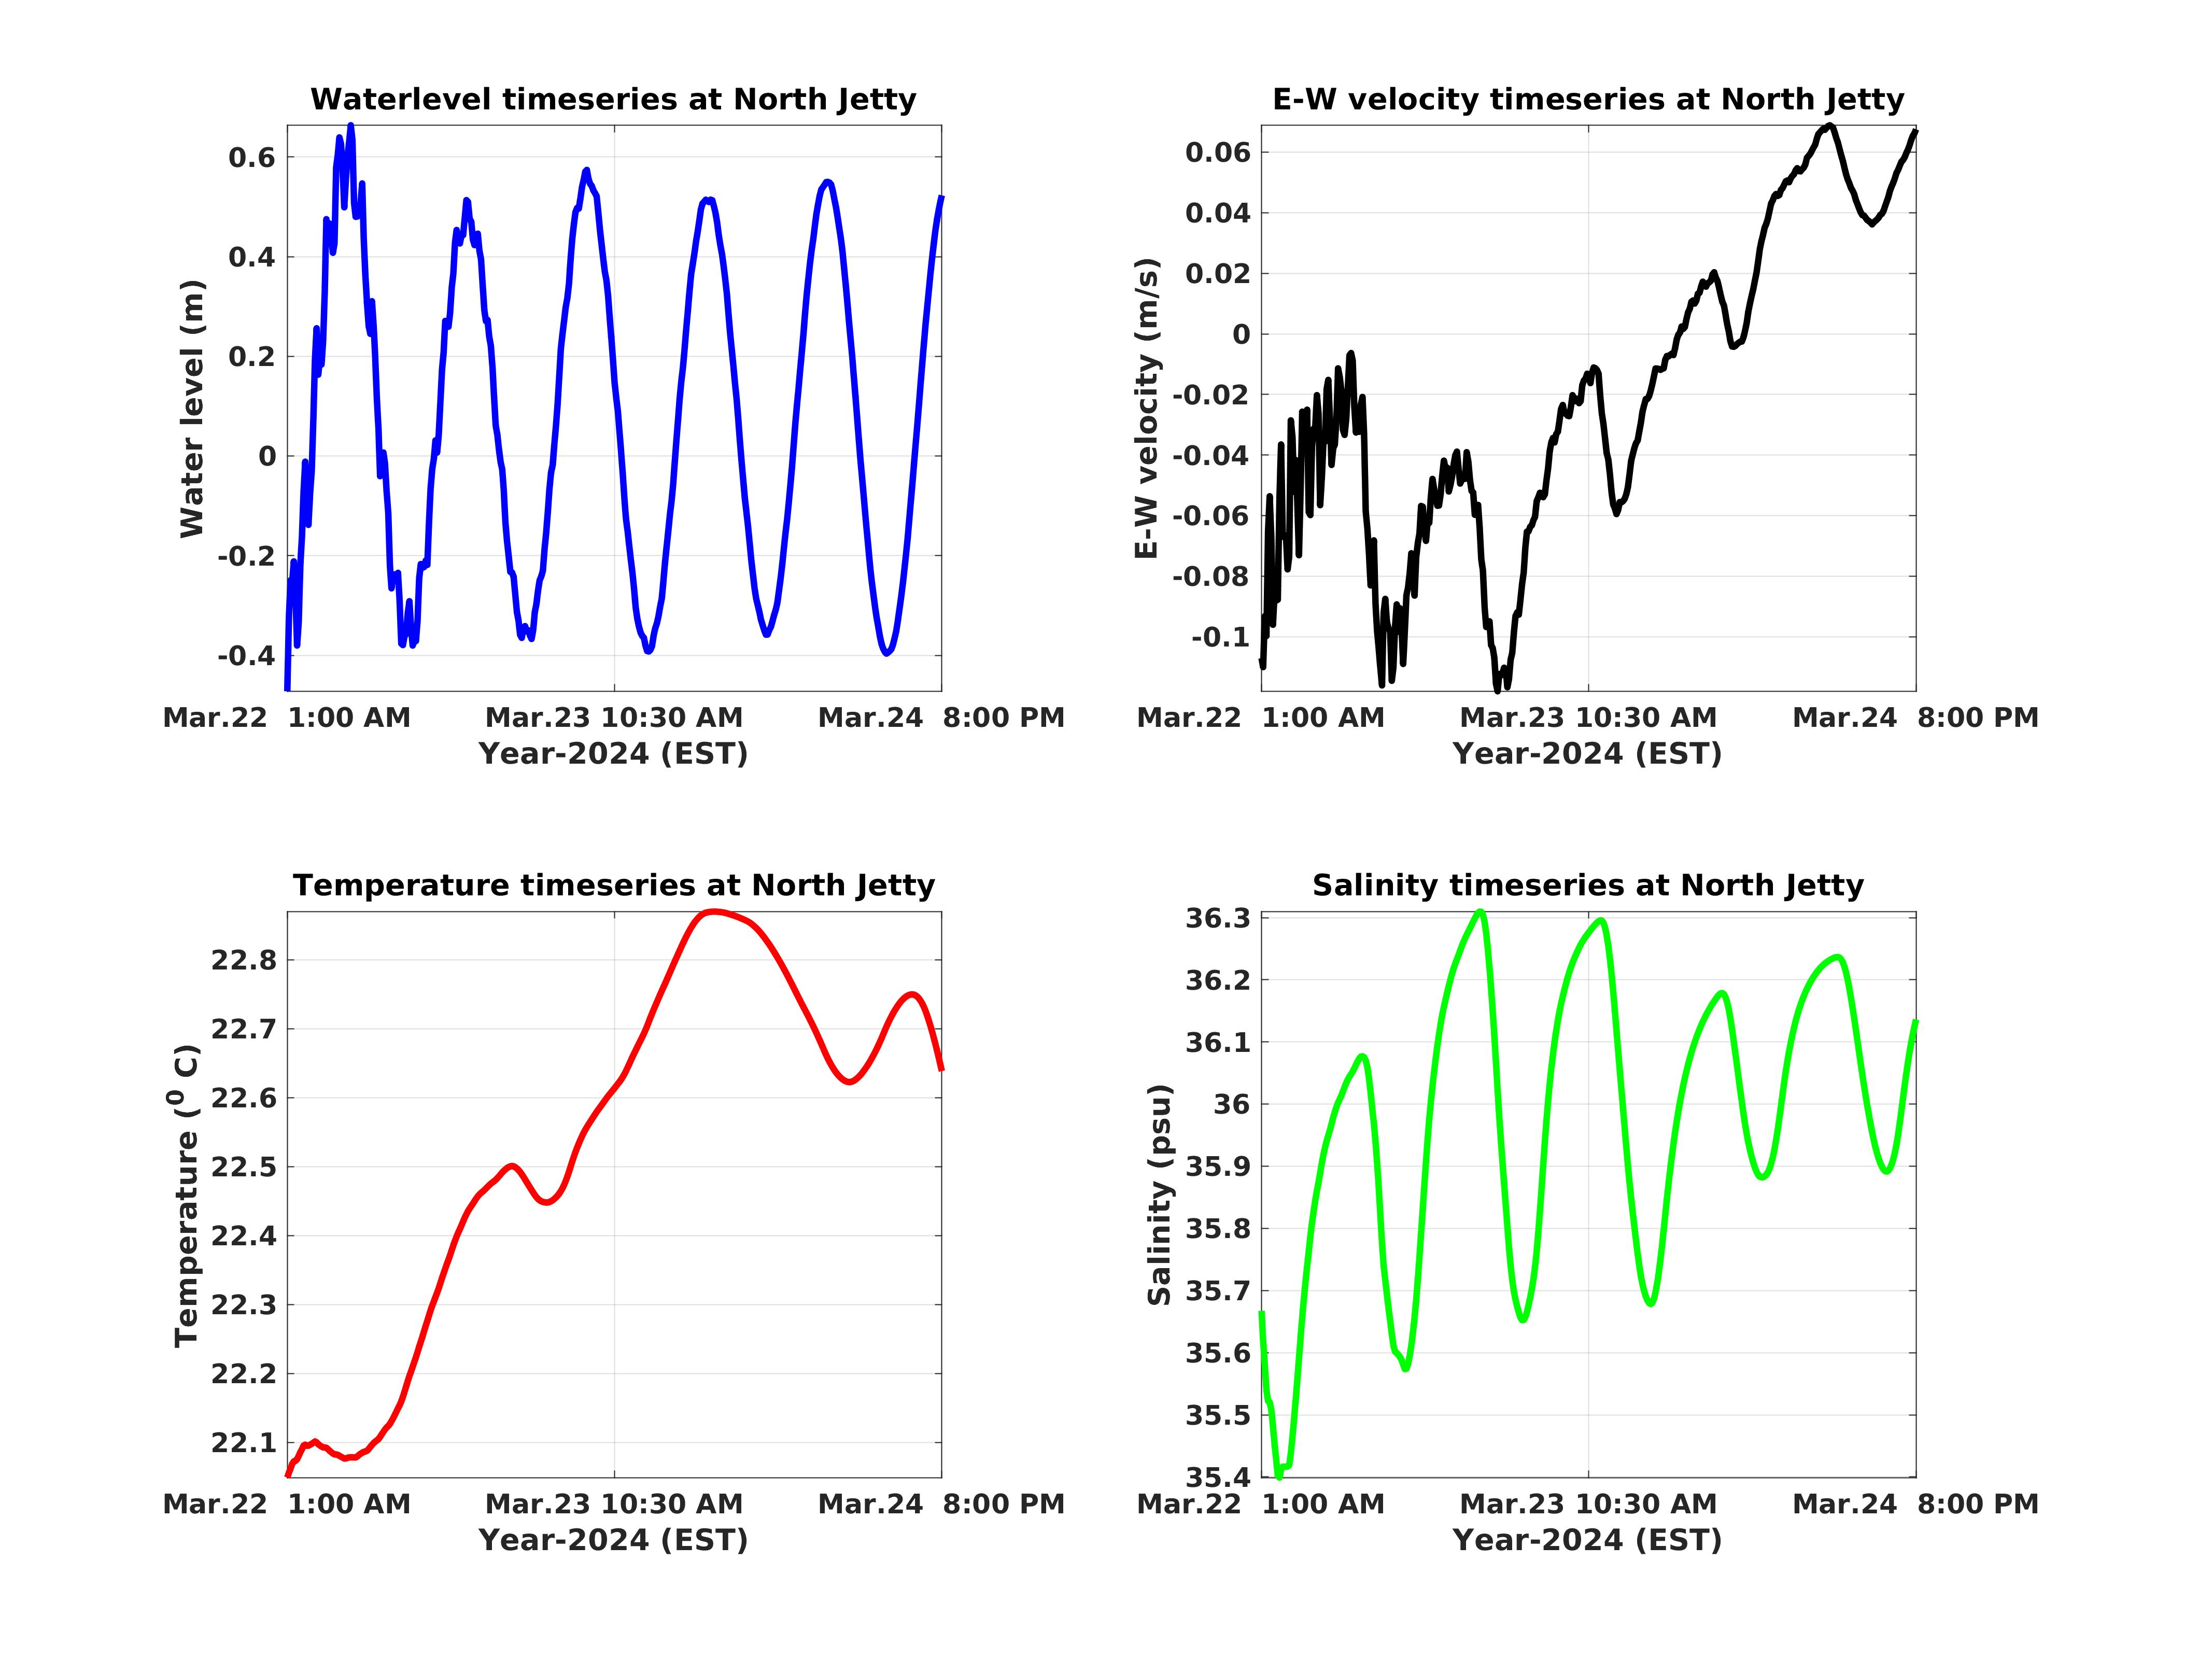 Waterlevel timeseries at North Jetty
0.6
0.4
0.2
0
-0.2
-0.4
Water level (m)
Mar.22 1:00 AM
Mar.23 10:30 AM
Mar.24 8:00 PM
Year-2024 (EST)
E-W velocity timeseries at North Jetty
0.06
0.04
0.02
0
-0.02
-0.04
-0.06
-0.08
-0.1
E-W velocity (m/s)
Mar.22 1:00 AM
Mar.23 10:30 AM
Mar.24 8:00 PM
Year-2024 (EST)
Temperature timeseries at North Jetty
22.8
22.7
22.6
22.5
22.4
22.3
22.2
22.1
Temperature (⁰ C)
Mar.22 1:00 AM
Mar.23 10:30 AM
Mar.24 8:00 PM
Year-2024 (EST)
Salinity timeseries at North Jetty
36.3
36.2
36.1
36
35.9
35.8
35.7
35.6
35.5
35.4
Salinity (psu)
Mar.22 1:00 AM
Mar.23 10:30 AM
Mar.24 8:00 PM
Year-2024 (EST)